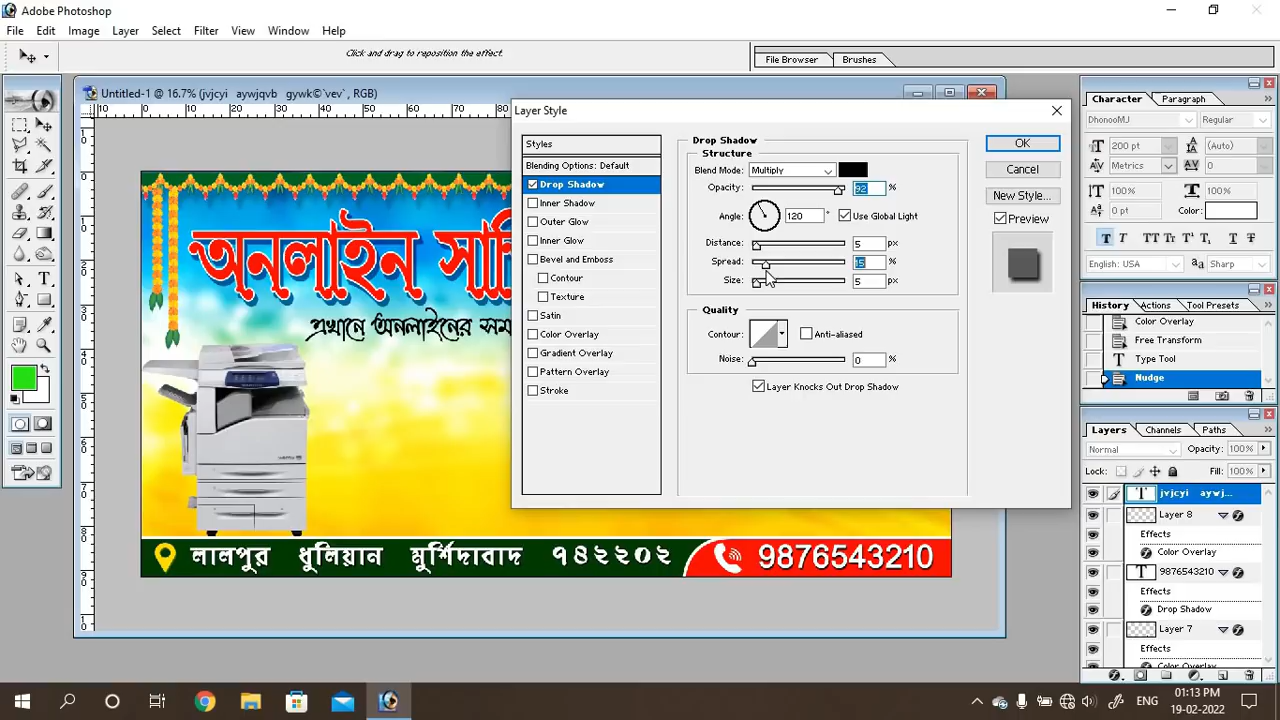 Adobe Photoshop
File Edit Image Layer Select Filter View Window Help
Click and drag to reposition the effect.
File Browser Brushes
Untitled-1 @ 16.7% (jvjcyi aywjqvb gywk©`vev`, RGB)
Layer Style
Styles
Blending Options: Default
Drop Shadow
Inner Shadow
Outer Glow
Inner Glow
Bevel and Emboss
Contour
Texture
Satin
Color Overlay
Gradient Overlay
Pattern Overlay
Stroke
Drop Shadow
Structure
Blend Mode: Multiply
Opacity: 92 %
Angle: 120 ° Use Global Light
Distance: 5 px
Spread: 15 %
Size: 5 px
Quality
Contour: Anti-aliased
Noise: 0 %
Layer Knocks Out Drop Shadow
OK
Cancel
New Style...
Preview
অনলাইন সার্ভি
এখানে অনলাইনের সম
লালপুর ধুলিয়ান মুর্শিদাবাদ ৭৪২২০২ 9876543210
Character Paragraph
DhonooMJ Regular
200 pt (Auto)
Metrics 0
100% 100%
0 pt Color:
T T TT Tr T T T T
English: USA aa Sharp
History Actions Tool Presets
Color Overlay
Free Transform
Type Tool
Nudge
Layers Channels Paths
Normal Opacity: 100%
Lock: Fill: 100%
jvjcyi aywj...
Layer 8
Effects
Color Overlay
9876543210
Effects
Drop Shadow
Layer 7
Effects
Color Overlay
ENG
01:13 PM
19-02-2022